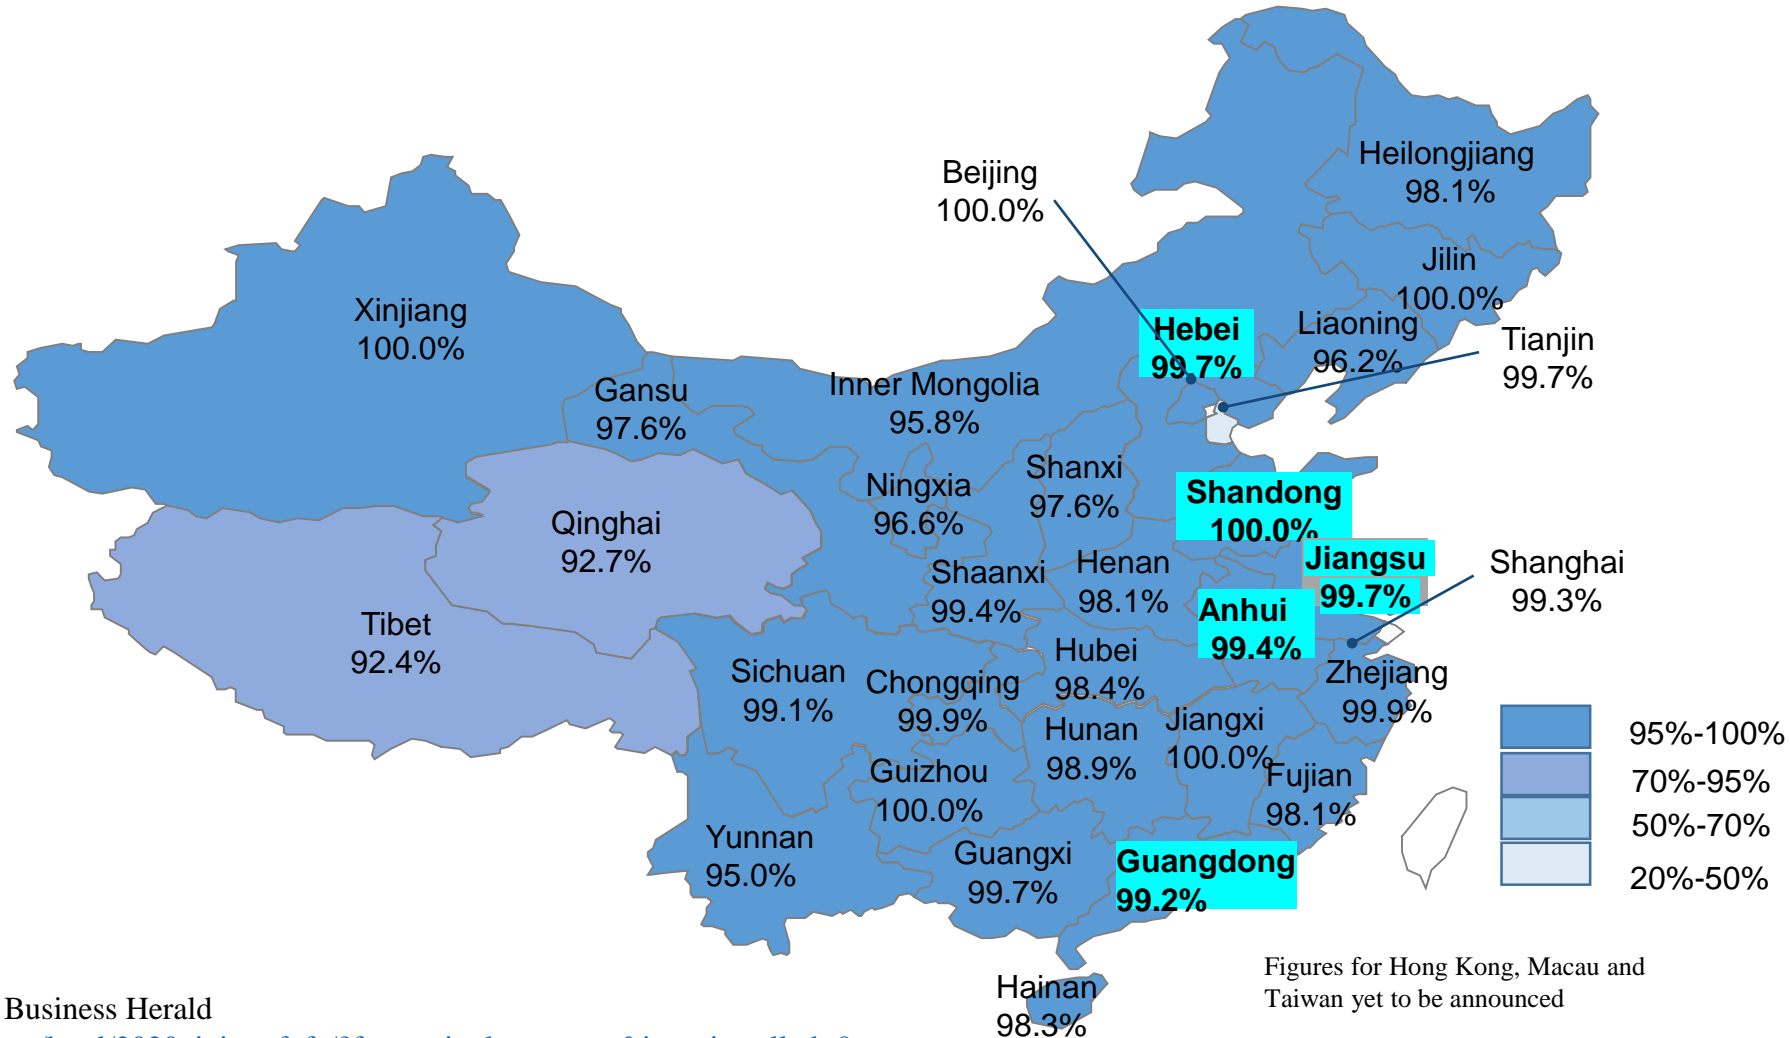 Heilongjiang
98.1%
Beijing
100.0%
Jilin
100.0%
Xinjiang
100.0%
Hebei
99.7%
Liaoning
96.2%
Tianjin
99.7%
Gansu
97.6%
Inner Mongolia
95.8%
Shanxi
97.6%
Ningxia
96.6%
Shandong
100.0%
Qinghai
92.7%
Shaanxi
99.4%
Henan
98.1%
Jiangsu
99.7%
Shanghai
99.3%
Anhui
99.4%
Tibet
92.4%
Sichuan
99.1%
Chongqing
99.9%
Hubei
98.4%
Zhejiang
99.9%
Hunan
98.9%
Jiangxi
100.0%
Guizhou
100.0%
Fujian
98.1%
Yunnan
95.0%
Guangxi
99.7%
Guangdong
99.2%
Hainan
98.3%
95%-100%
70%-95%
50%-70%
20%-50%
Figures for Hong Kong, Macau and
Taiwan yet to be announced
Business Herald